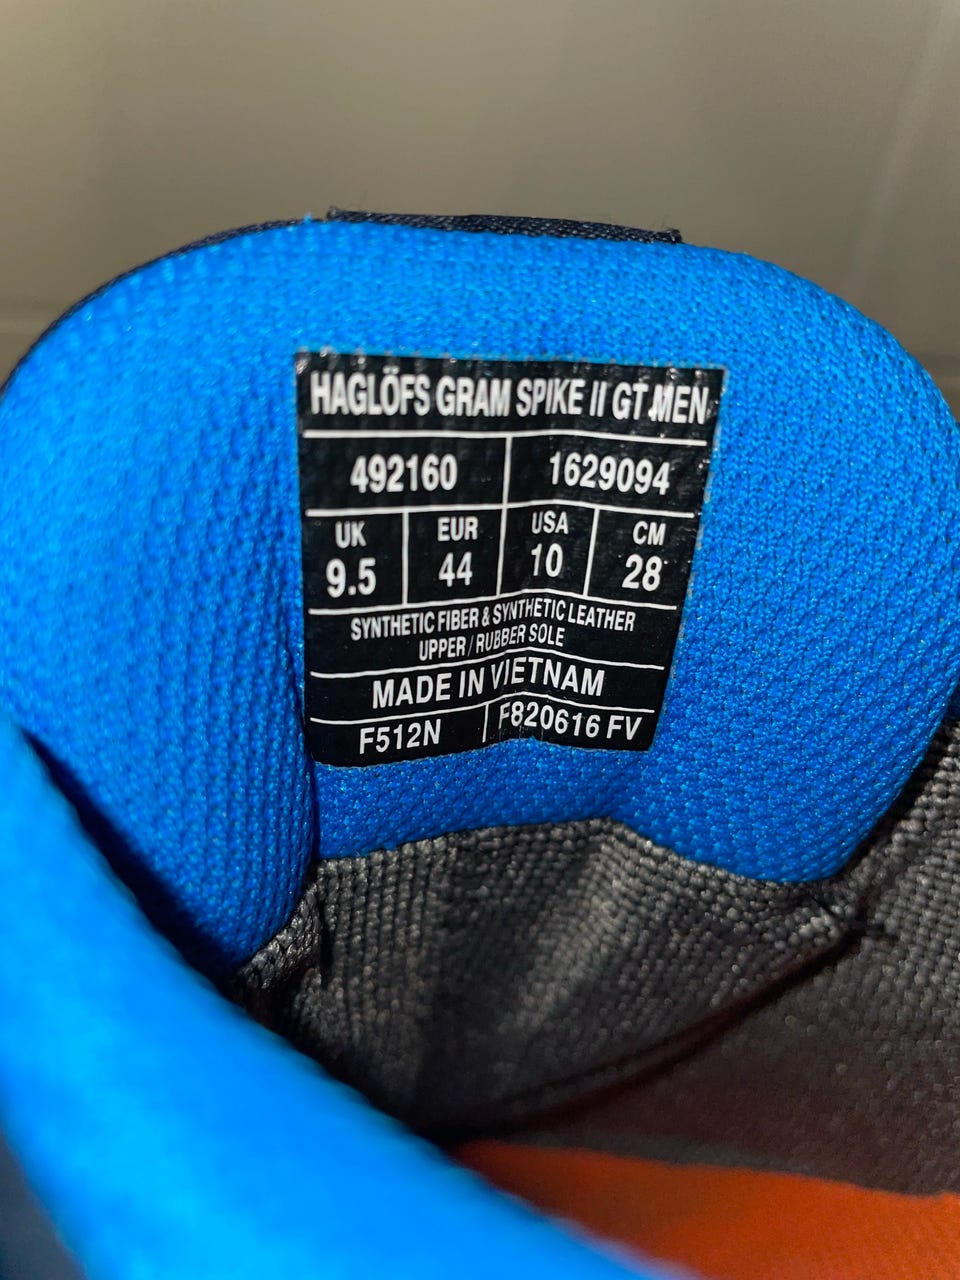 HAGLÖFS GRAM SPIKE II GT MEN
492160 1629094
UK EUR USA CM
9.5 44 10 28
SYNTHETIC FIBER & SYNTHETIC LEATHER
UPPER / RUBBER SOLE
MADE IN VIETNAM
F512N F820616 FV